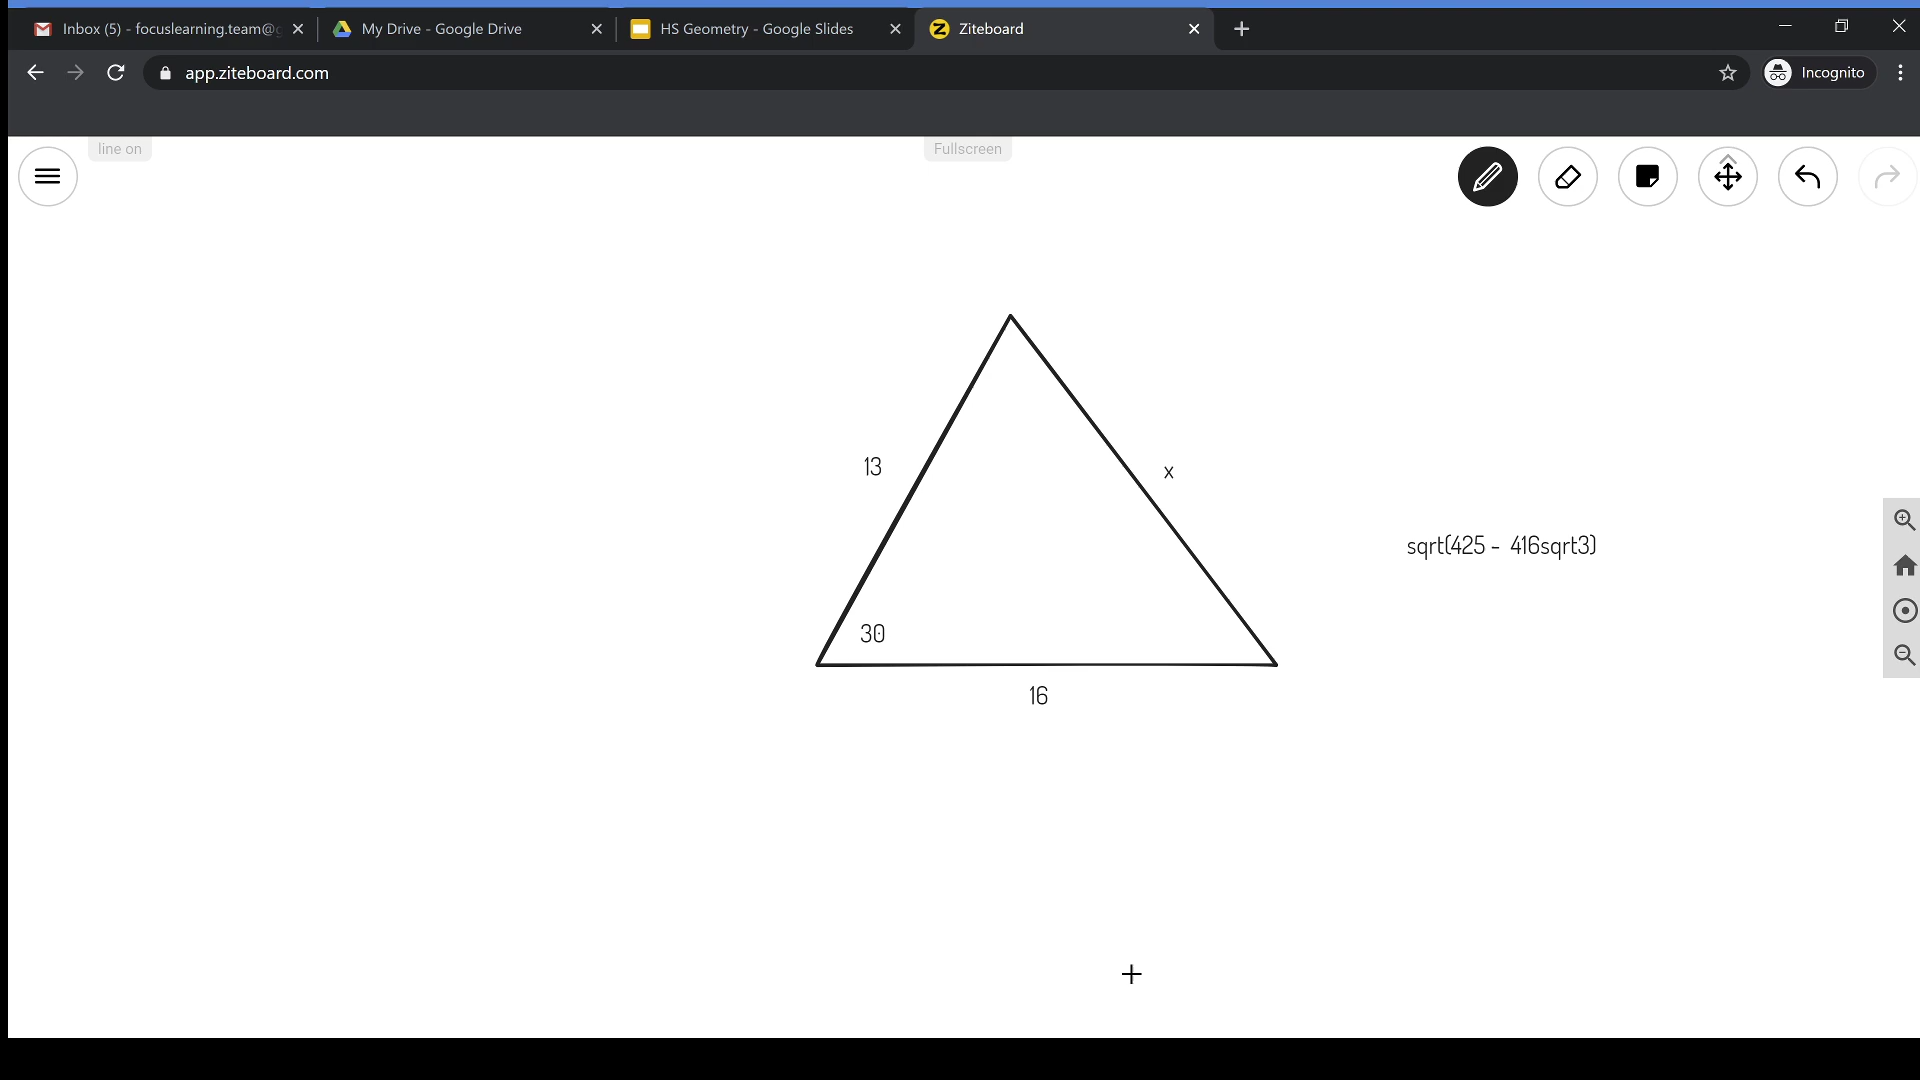 Inbox (5) - focuslearning.team@
My Drive - Google Drive
HS Geometry - Google Slides
Ziteboard
app.ziteboard.com
Incognito
line on
Fullscreen
13
x
sqrt(425 - 416sqrt3)
30
16